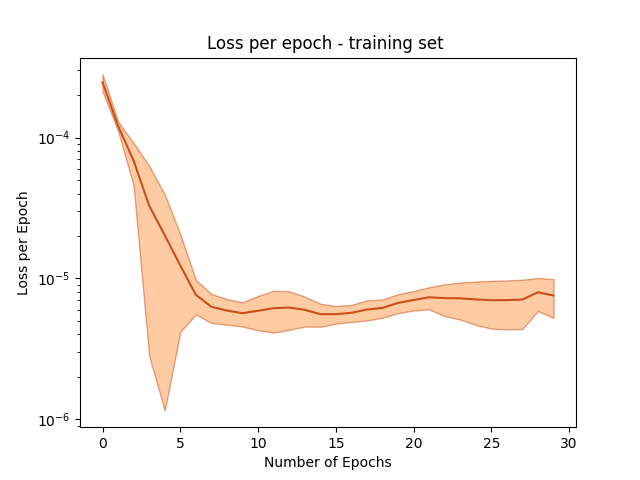 Loss per epoch - training set
Loss per Epoch
10⁻⁴
10⁻⁵
10⁻⁶
0 5 10 15 20 25 30
Number of Epochs